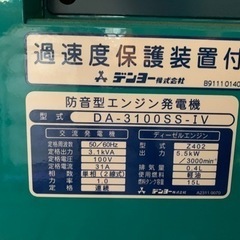 過速度保護装置付
デンヨー株式会社
B9111 0140
防音型エンジン発電機
型式 DA-3100SS-IV
交流発電機 ディーゼルエンジン
定格周波数 50/60Hz 型式 Z402
定格出力 3.1kVA 定格出力 5.5kW
定格電圧 100V /3000min⁻¹
定格電流 31A 0.4L
相数 単相(2線式) 使用燃料 軽油
力率 1.0 燃料タンク容量 15L
デンヨー株式会社